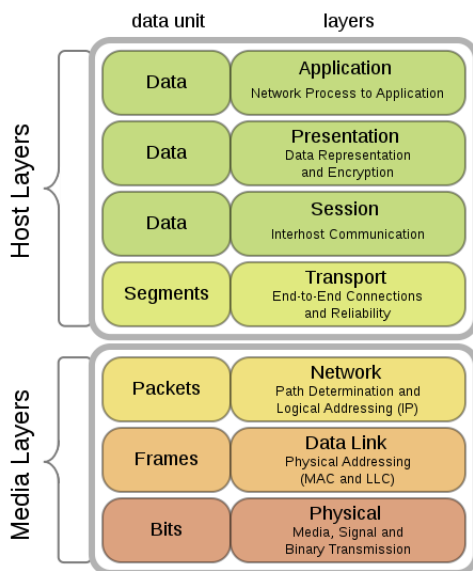 data unit layers
Host Layers
Data Application
Network Process to Application
Data Presentation
Data Representation
and Encryption
Data Session
Interhost Communication
Segments Transport
End-to-End Connections
and Reliability
Media Layers
Packets Network
Path Determination and
Logical Addressing (IP)
Frames Data Link
Physical Addressing
(MAC and LLC)
Bits Physical
Media, Signal and
Binary Transmission